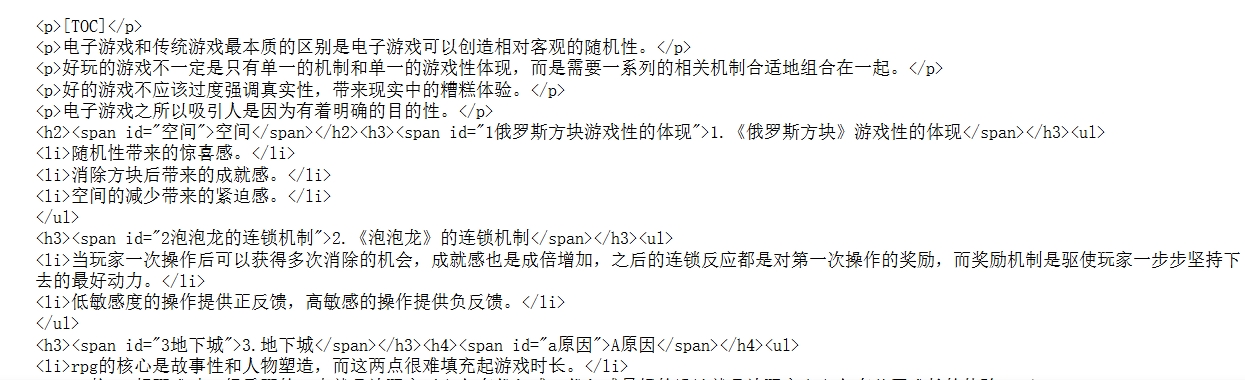 <p>[TOC]</p>
<p>电子游戏和传统游戏最本质的区别是电子游戏可以创造相对客观的随机性。</p>
<p>好玩的游戏不一定是只有单一的机制和单一的游戏性体现，而是需要一系列的相关机制合适地组合在一起。</p>
<p>好的游戏不应该过度强调真实性，带来现实中的糟糕体验。</p>
<p>电子游戏之所以吸引人是因为有着明确的目的性。</p>
<h2><span id="空间">空间</span></h2><h3><span id="1俄罗斯方块游戏性的体现">1.《俄罗斯方块》游戏性的体现</span></h3><ul>
<li>随机性带来的惊喜感。</li>
<li>消除方块后带来的成就感。</li>
<li>空间的减少带来的紧迫感。</li>
</ul>
<h3><span id="2泡泡龙的连锁机制">2.《泡泡龙》的连锁机制</span></h3><ul>
<li>当玩家一次操作后可以获得多次消除的机会，成就感也是成倍增加，之后的连锁反应都是对第一次操作的奖励，而奖励机制是驱使玩家一步步坚持下
去的最好动力。</li>
<li>低敏感度的操作提供正反馈，高敏感的操作提供负反馈。</li>
</ul>
<h3><span id="3地下城">3.地下城</span></h3><h4><span id="a原因">A原因</span></h4><ul>
<li>rpg的核心是故事性和人物塑造，而这两点很难填充起游戏时长。</li>